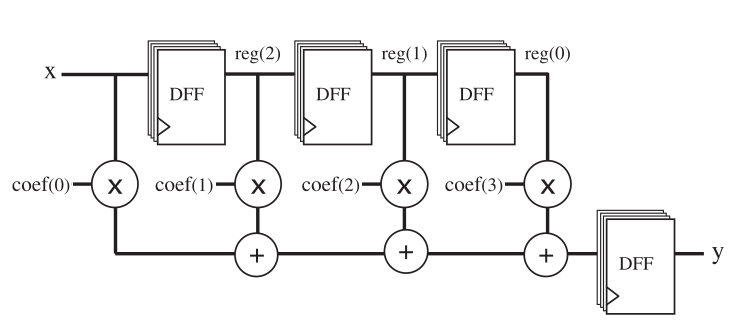 reg(2) reg(1) reg(0)
x
DFF DFF DFF
coef(0) x coef(1) x coef(2) x coef(3) x
+ + +
y
DFF